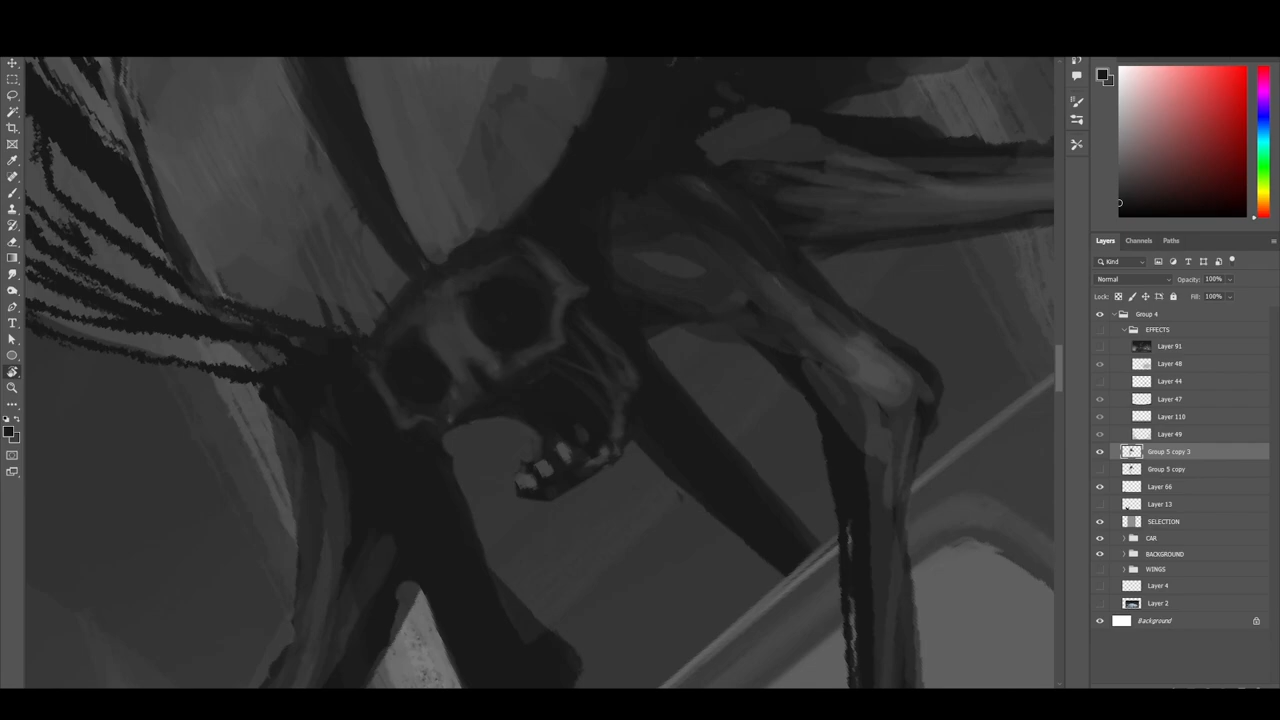 Layers Channels Paths
Kind
Normal Opacity: 100%
Lock: Fill: 100%
Group 4
EFFECTS
Layer 91
Layer 48
Layer 44
Layer 47
Layer 110
Layer 49
Group 5 copy 3
Group 5 copy
Layer 66
Layer 13
SELECTION
CAR
BACKGROUND
WINGS
Layer 4
Layer 2
Background